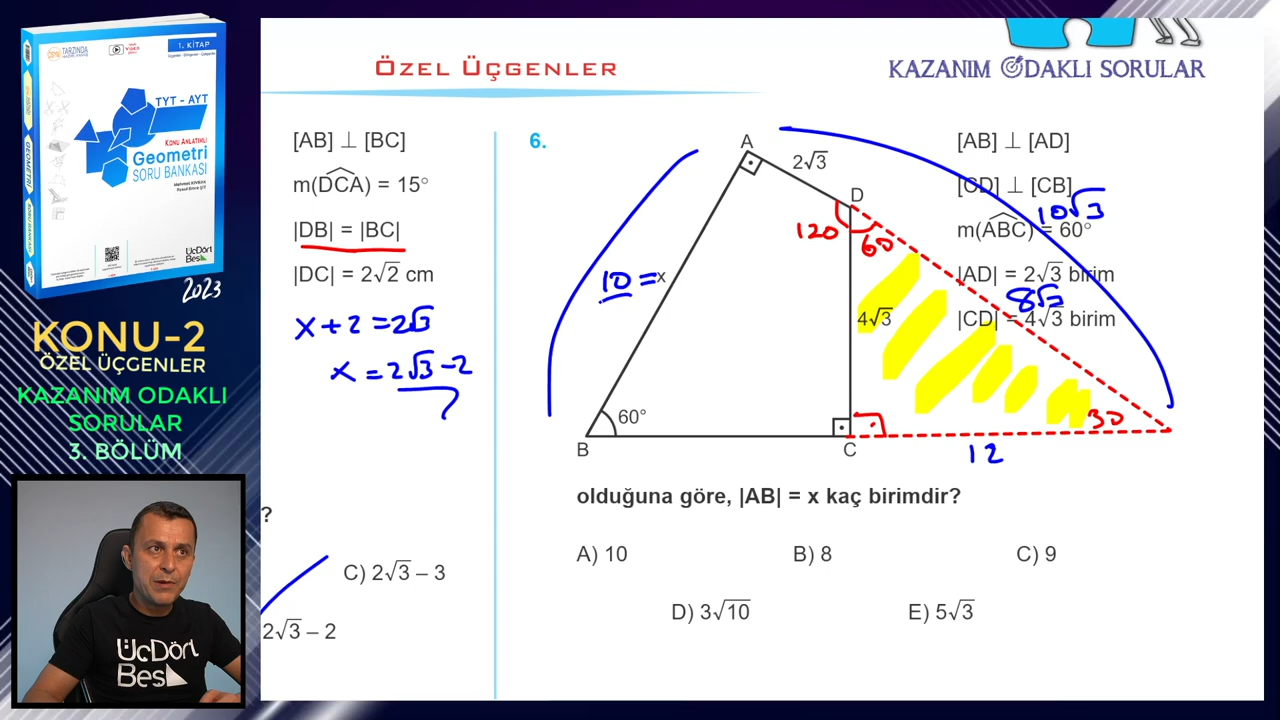 TARZINDA
1. KİTAP
TYT - AYT
KONU ANLATIMLI
Geometri
SORU BANKASI
GEOMETRİ
ÜçDört
Beş
2023
KONU-2
ÖZEL ÜÇGENLER
KAZANIM ODAKLI
SORULAR
3. BÖLÜM
ÜçDört
Beş
ÖZEL ÜÇGENLER
KAZANIM ODAKLI SORULAR
[AB] ⊥ [BC]
m(DCA) = 15°
|DB| = |BC|
|DC| = 2√2 cm
x + 2 = 2√3
x = 2√3 - 2
?
C) 2√3 – 3
2√3 – 2
6.
A
2√3
D
120
60
10 = x
4√3
8√3
10√3
60°
30
B
C
12
[AB] ⊥ [AD]
[CD] ⊥ [CB]
m(ABC) = 60°
|AD| = 2√3 birim
|CD| = 4√3 birim
olduğuna göre, |AB| = x kaç birimdir?
A) 10
B) 8
C) 9
D) 3√10
E) 5√3